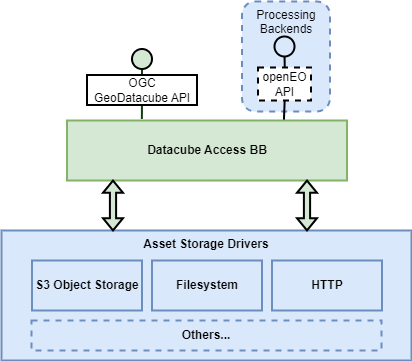 Processing
Backends
OGC
GeoDatacube API
openEO
API
Datacube Access BB
Asset Storage Drivers
S3 Object Storage
Filesystem
HTTP
Others...